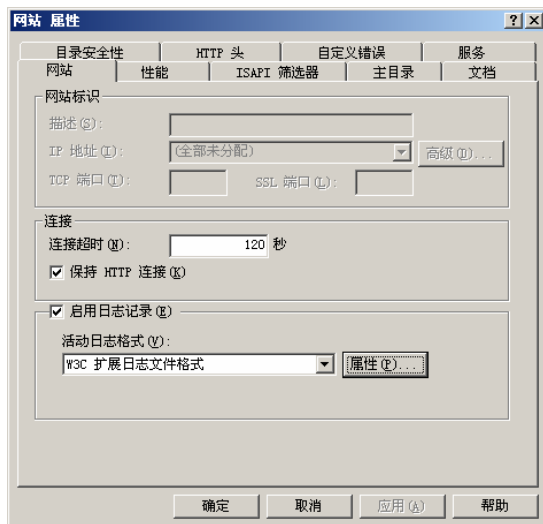 网站 属性
目录安全性 HTTP 头 自定义错误 服务
网站 性能 ISAPI 筛选器 主目录 文档
网站标识
描述(S):
IP 地址(I): (全部未分配) 高级(D)...
TCP 端口(T): SSL 端口(L):
连接
连接超时(N): 120 秒
保持 HTTP 连接(K)
启用日志记录(E)
活动日志格式(V):
W3C 扩展日志文件格式 属性(P)...
确定 取消 应用(A) 帮助